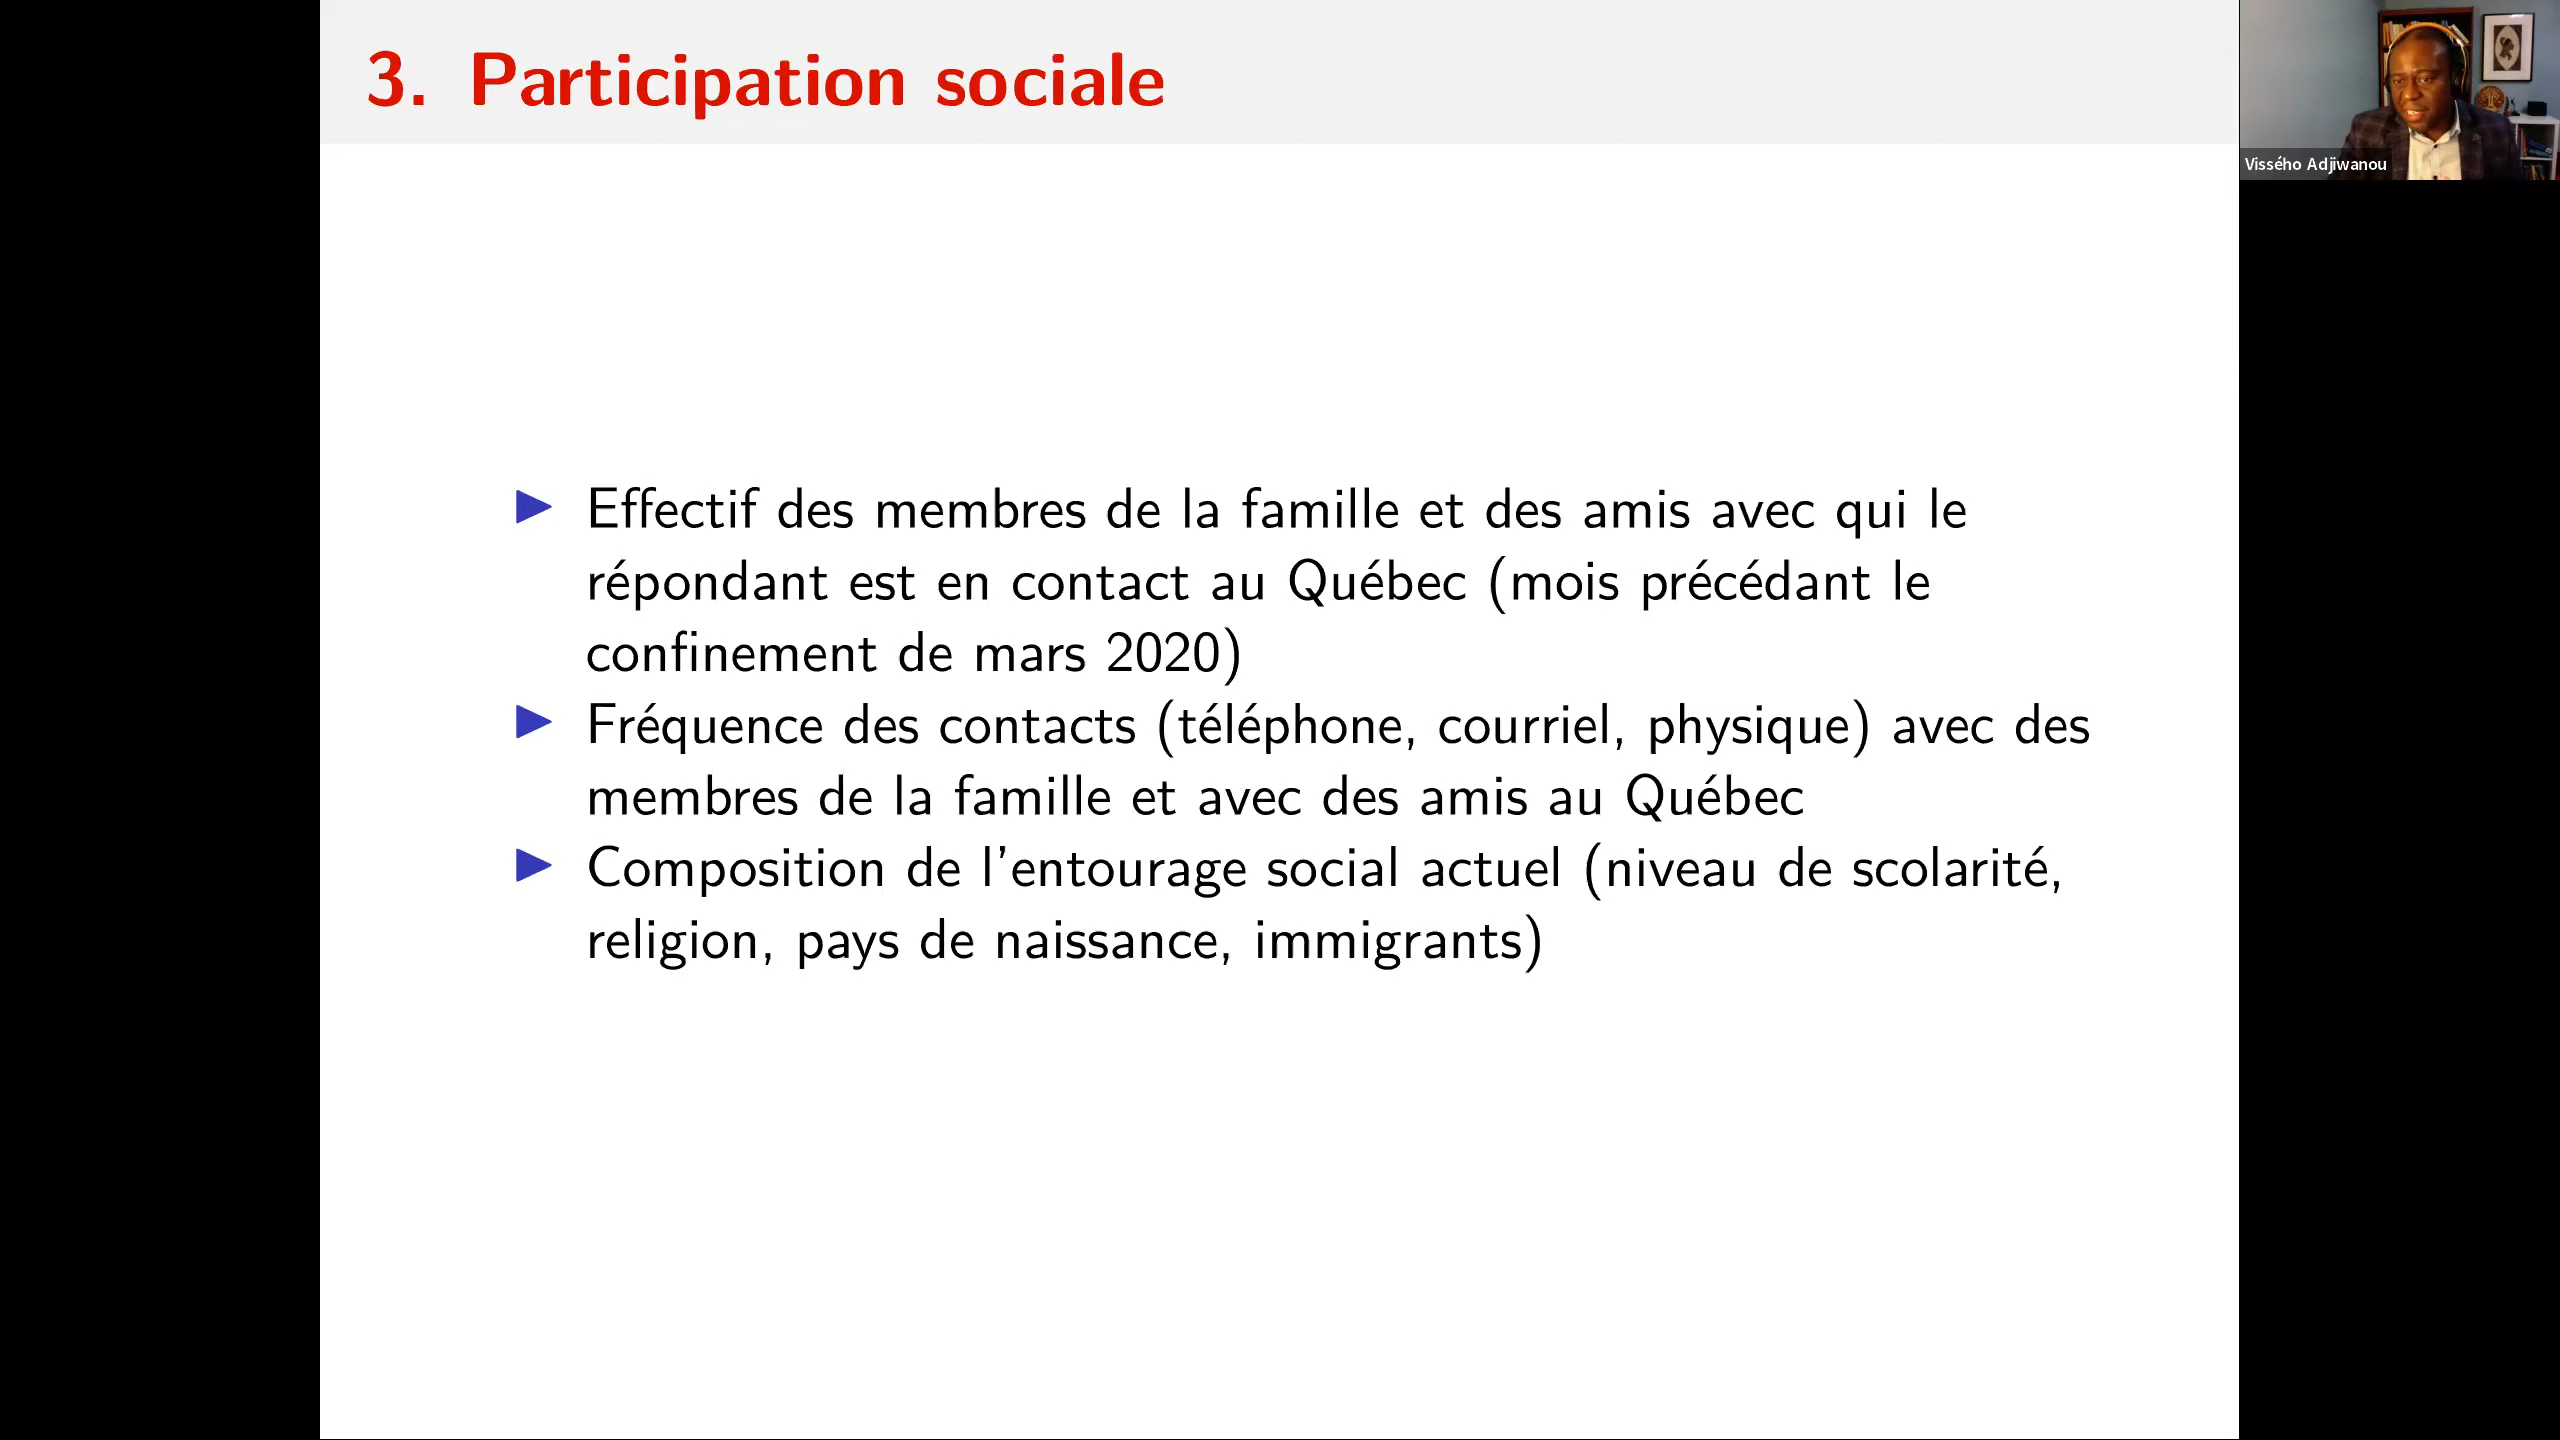 3. Participation sociale
Vissého Adjiwanou
Effectif des membres de la famille et des amis avec qui le
répondant est en contact au Québec (mois précédant le
confinement de mars 2020)
Fréquence des contacts (téléphone, courriel, physique) avec des
membres de la famille et avec des amis au Québec
Composition de l'entourage social actuel (niveau de scolarité,
religion, pays de naissance, immigrants)